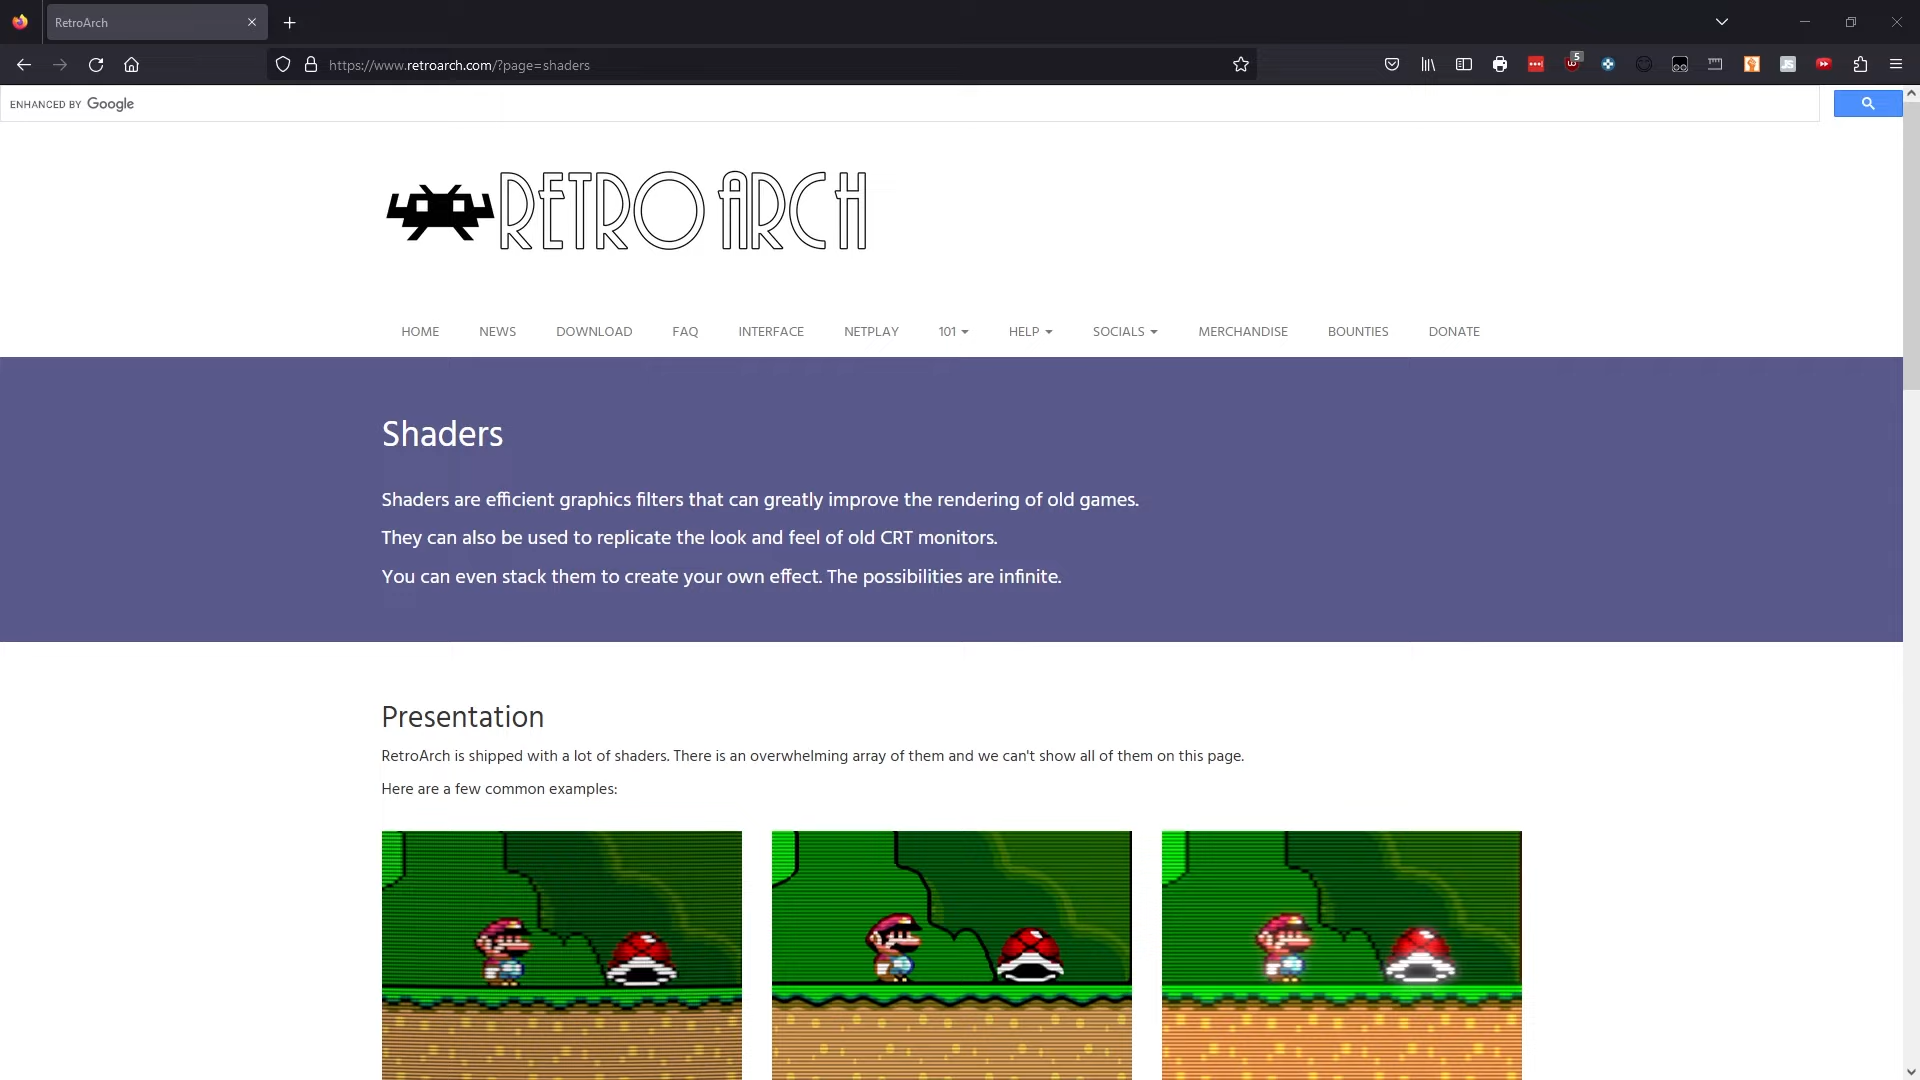 RetroArch
https://www.retroarch.com/?page=shaders
5
JS
ENHANCED BY Google
RETROARCH
HOME NEWS DOWNLOAD FAQ INTERFACE NETPLAY 101 HELP SOCIALS MERCHANDISE BOUNTIES DONATE
Shaders
Shaders are efficient graphics filters that can greatly improve the rendering of old games.
They can also be used to replicate the look and feel of old CRT monitors.
You can even stack them to create your own effect. The possibilities are infinite.
Presentation
RetroArch is shipped with a lot of shaders. There is an overwhelming array of them and we can't show all of them on this page.
Here are a few common examples: